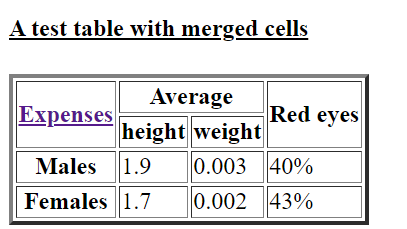 A test table with merged cells
Expenses Average Red eyes
height weight
Males 1.9 0.003 40%
Females 1.7 0.002 43%